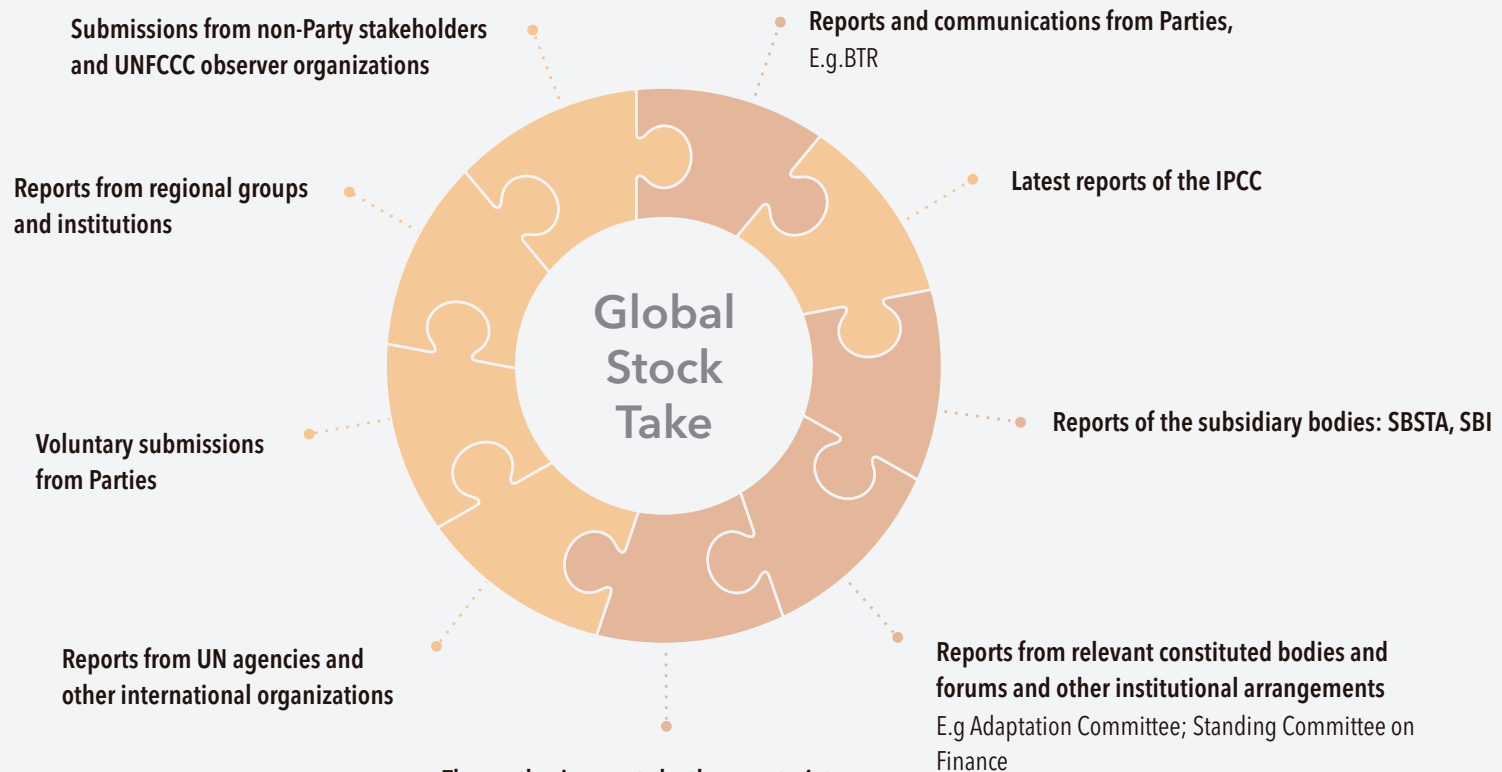 Submissions from non-Party stakeholders
and UNFCCC observer organizations
Reports and communications from Parties,
E.g.BTR
Reports from regional groups
and institutions
Latest reports of the IPCC
Global
Stock
Take
Voluntary submissions
from Parties
Reports of the subsidiary bodies: SBSTA, SBI
Reports from UN agencies and
other international organizations
Reports from relevant constituted bodies and
forums and other institutional arrangements
E.g Adaptation Committee; Standing Committee on
Finance